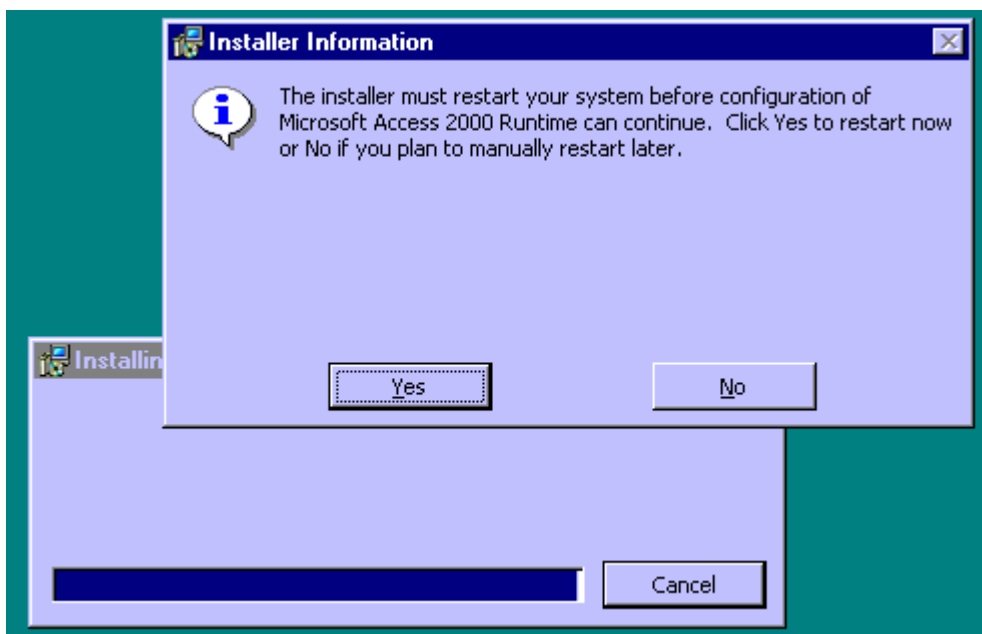 Installer Information
The installer must restart your system before configuration of
Microsoft Access 2000 Runtime can continue. Click Yes to restart now
or No if you plan to manually restart later.
Yes No
Installin
Cancel